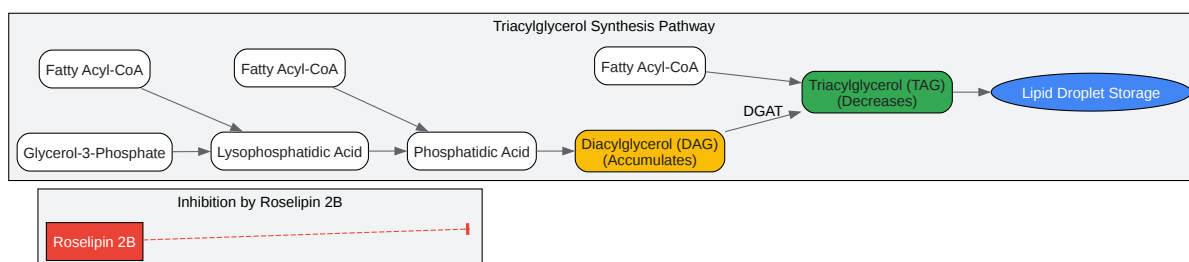 Triacylglycerol Synthesis Pathway
Fatty Acyl-CoA
Fatty Acyl-CoA
Fatty Acyl-CoA
Triacylglycerol (TAG)
(Decreases)
Lipid Droplet Storage
DGAT
Glycerol-3-Phosphate
Lysophosphatidic Acid
Phosphatidic Acid
Diacylglycerol (DAG)
(Accumulates)
Inhibition by Roselipin 2B
Roselipin 2B